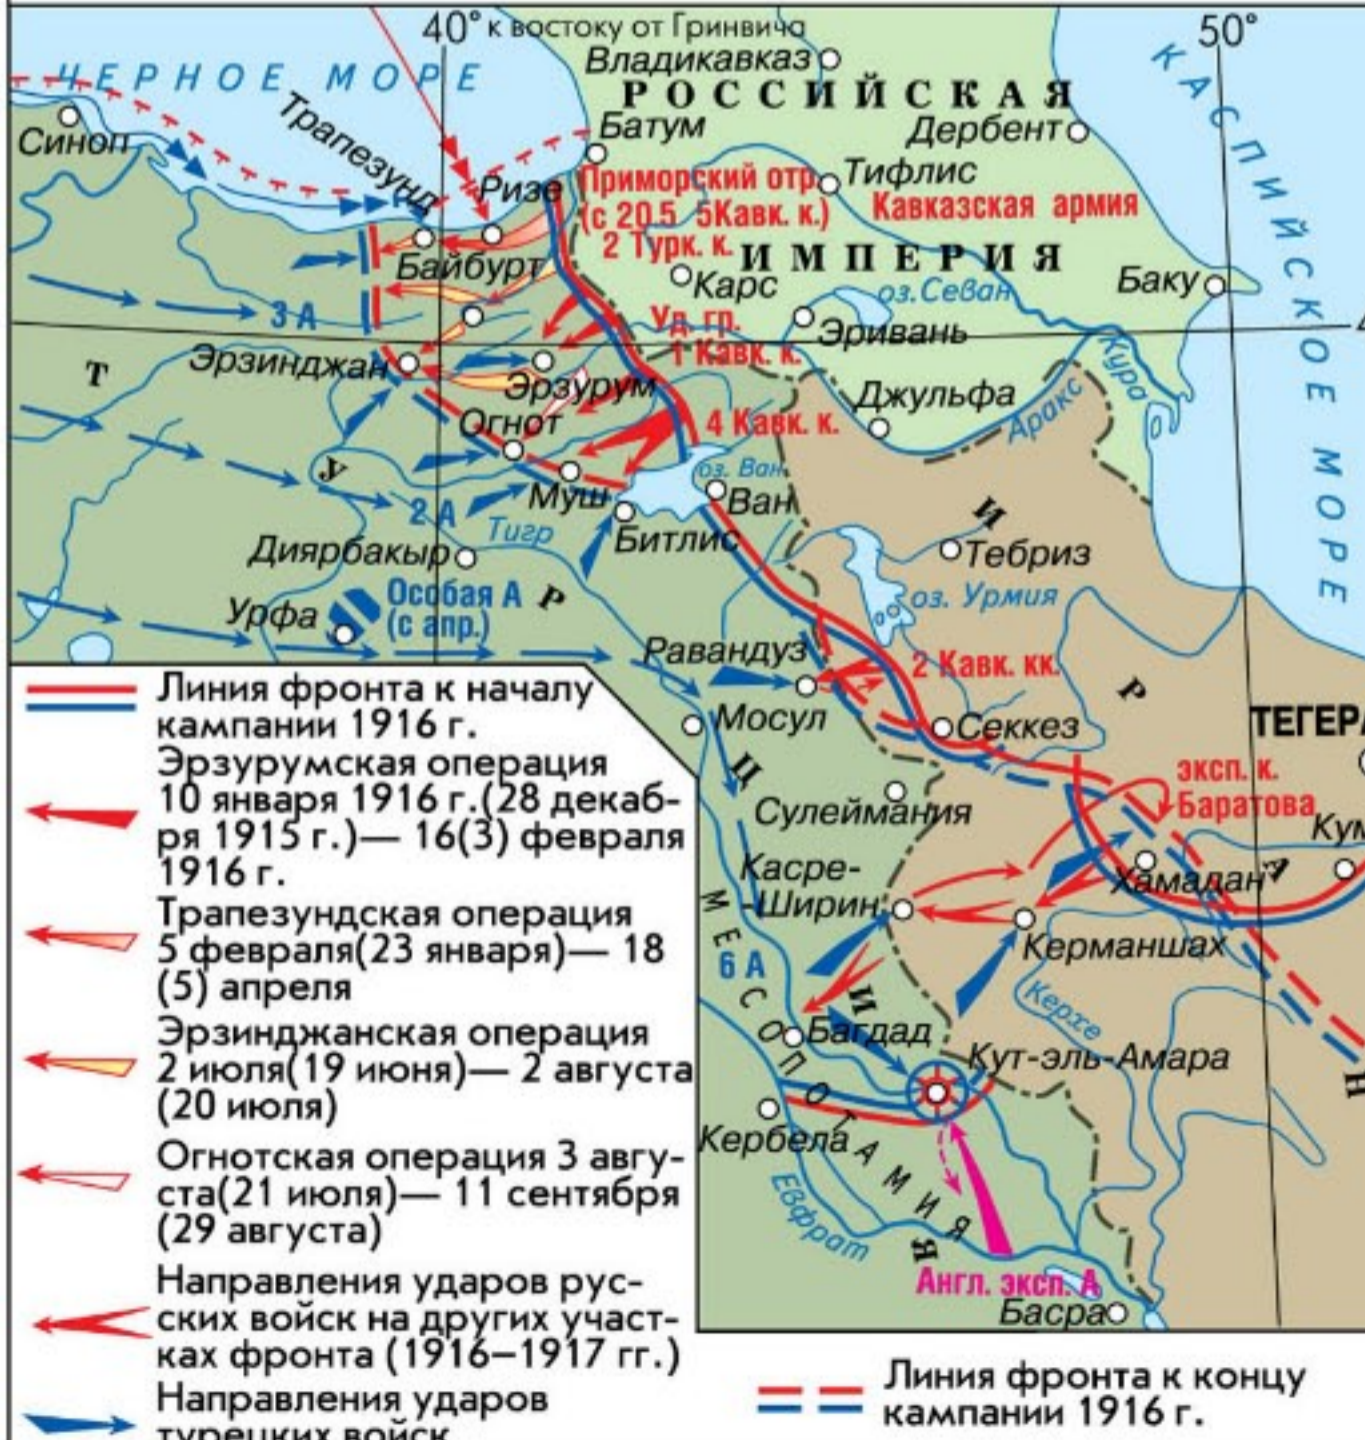 40° к востоку от Гринвича
50°
Владикавказ
ЧЕРНОЕ МОРЕ
КАСПИЙСКОЕ МОРЕ
РОССИЙСКАЯ
Синоп
Трапезунд
Батум
Дербент
Ризе
Приморский отр.
(с 20.5 5Кавк. к.)
2 Турк. к.
Тифлис
Кавказская армия
ИМПЕРИЯ
Байбурт
Карс
оз.Севан
Баку
3 А
Уд. гр.
1 Кавк. к.
Эривань
Кура
Эрзинджан
Эрзурум
Джульфа
Аракс
Огнот
4 Кавк. к.
оз. Ван
Муш
Ван
2 А
Тигр
Битлис
Диярбакыр
Тебриз
Особая А
(с апр.)
Урфа
оз. Урмия
Равандуз
2 Кавк. кк.
Мосул
Секкез
ТЕГЕРА
эксп. к.
Баратова
Сулеймания
Кум
Касре-
-Ширин
Хамадан
Керманшах
6 А
Керхе
Багдад
Кут-эль-Амара
Кербела
МЕСОПОТАМИЯ
Евфрат
Англ. эксп. А
Басра
ТУРЦИЯ
ИРАН
Линия фронта к началу
кампании 1916 г.
Эрзурумская операция
10 января 1916 г.(28 декаб-
ря 1915 г.)— 16(3) февраля
1916 г.
Трапезундская операция
5 февраля(23 января)— 18
(5) апреля
Эрзинджанская операция
2 июля(19 июня)— 2 августа
(20 июля)
Огнотская операция 3 авгу-
ста(21 июля)— 11 сентября
(29 августа)
Направления ударов рус-
ских войск на других участ-
ках фронта (1916–1917 гг.)
Направления ударов
турецких войск
Линия фронта к концу
кампании 1916 г.